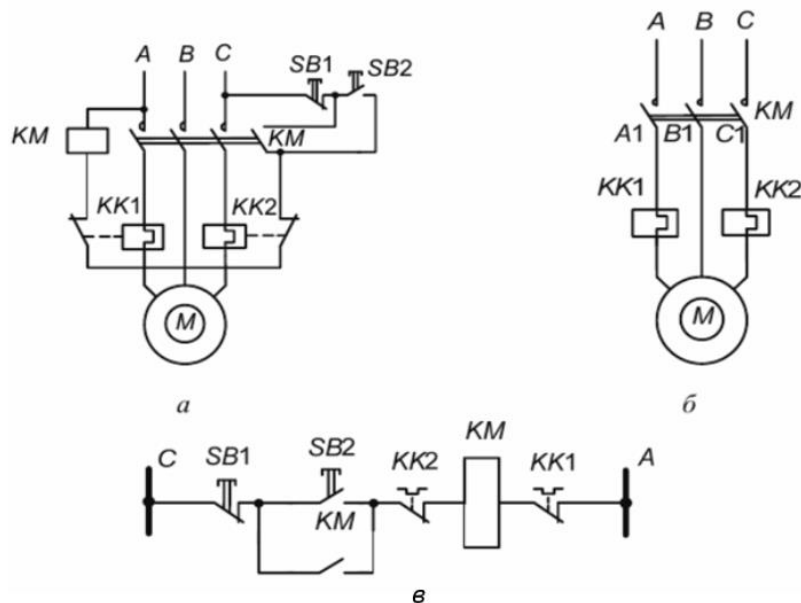 A B C
SB1 SB2
KM KM
KK1 KK2
M
а
A B C
KM
A1 B1 C1
KK1 KK2
M
б
C SB1 SB2 KK2 KM KK1 A
KM
в